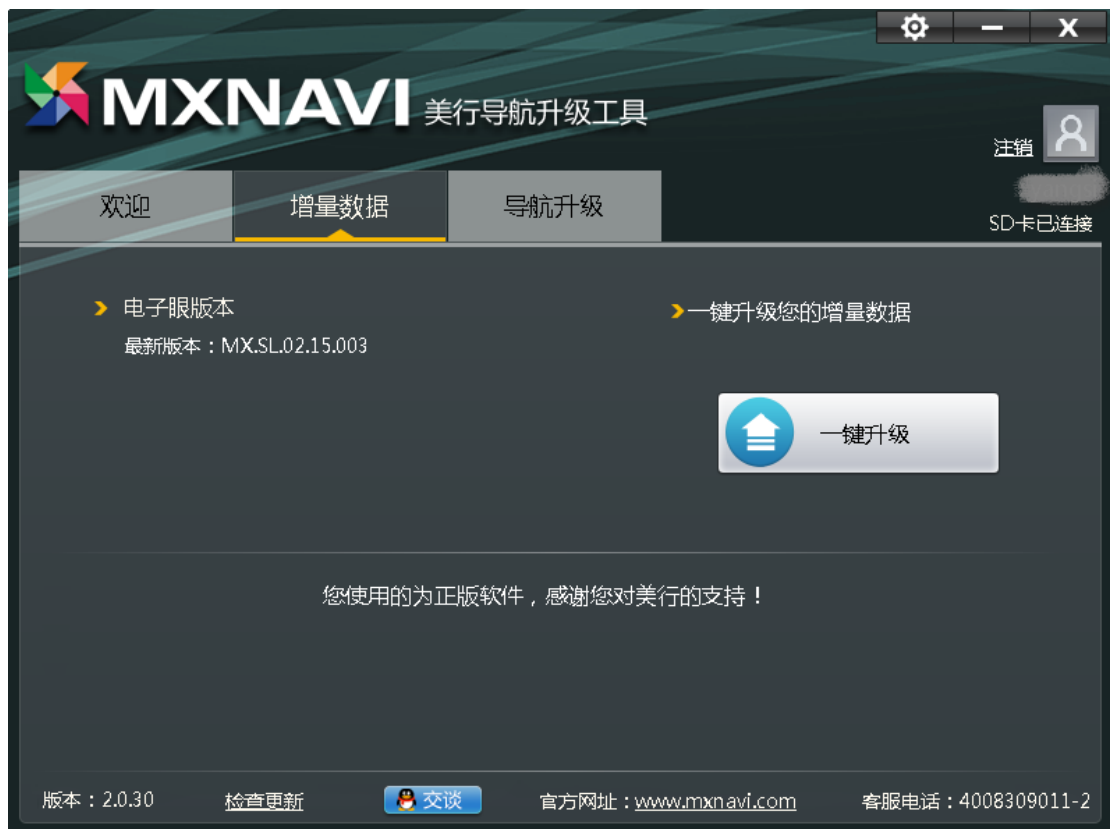 X
MXNAVI 美行导航升级工具
注销
欢迎
增量数据
导航升级
SD卡已连接
电子眼版本
最新版本：MX.SL.02.15.003
一键升级您的增量数据
一键升级
您使用的为正版软件，感谢您对美行的支持！
版本：2.0.30
检查更新
交谈
官方网址：www.mxnavi.com
客服电话：4008309011-2